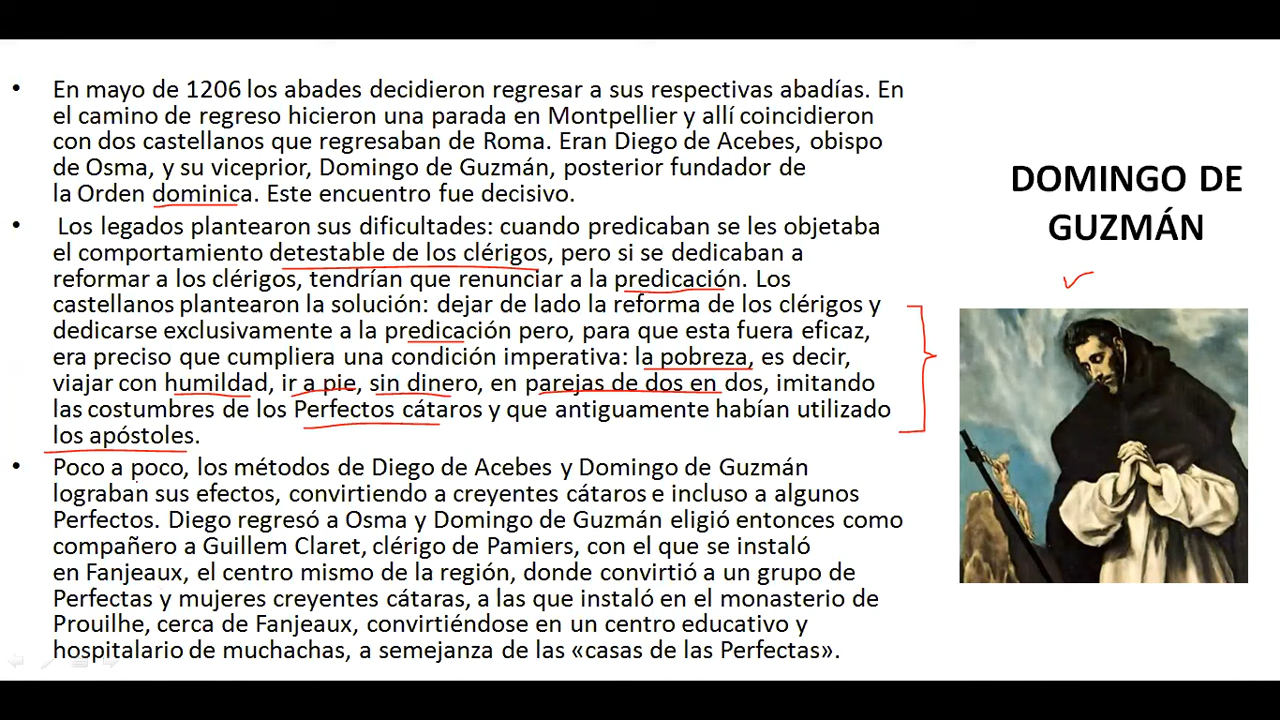 • En mayo de 1206 los abades decidieron regresar a sus respectivas abadías. En
el camino de regreso hicieron una parada en Montpellier y allí coincidieron
con dos castellanos que regresaban de Roma. Eran Diego de Acebes, obispo
de Osma, y su viceprior, Domingo de Guzmán, posterior fundador de
la Orden dominica. Este encuentro fue decisivo.
• Los legados plantearon sus dificultades: cuando predicaban se les objetaba
el comportamiento detestable de los clérigos, pero si se dedicaban a
reformar a los clérigos, tendrían que renunciar a la predicación. Los
castellanos plantearon la solución: dejar de lado la reforma de los clérigos y
dedicarse exclusivamente a la predicación pero, para que esta fuera eficaz,
era preciso que cumpliera una condición imperativa: la pobreza, es decir,
viajar con humildad, ir a pie, sin dinero, en parejas de dos en dos, imitando
las costumbres de los Perfectos cátaros y que antiguamente habían utilizado
los apóstoles.
• Poco a poco, los métodos de Diego de Acebes y Domingo de Guzmán
lograban sus efectos, convirtiendo a creyentes cátaros e incluso a algunos
Perfectos. Diego regresó a Osma y Domingo de Guzmán eligió entonces como
compañero a Guillem Claret, clérigo de Pamiers, con el que se instaló
en Fanjeaux, el centro mismo de la región, donde convirtió a un grupo de
Perfectas y mujeres creyentes cátaras, a las que instaló en el monasterio de
Prouilhe, cerca de Fanjeaux, convirtiéndose en un centro educativo y
hospitalario de muchachas, a semejanza de las «casas de las Perfectas».
DOMINGO DE
GUZMÁN